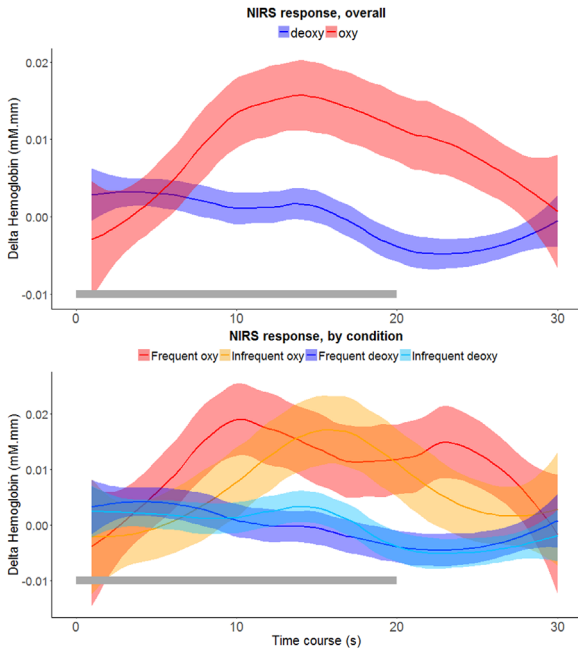 NIRS response, overall
deoxy oxy
Delta Hemoglobin (mM.mm)
0.02
0.01
0.00
-0.01
0 10 20 30
NIRS response, by condition
Frequent oxy Infrequent oxy Frequent deoxy Infrequent deoxy
Delta Hemoglobin (mM.mm)
0.02
0.01
0.00
-0.01
0 10 20 30
Time course (s)